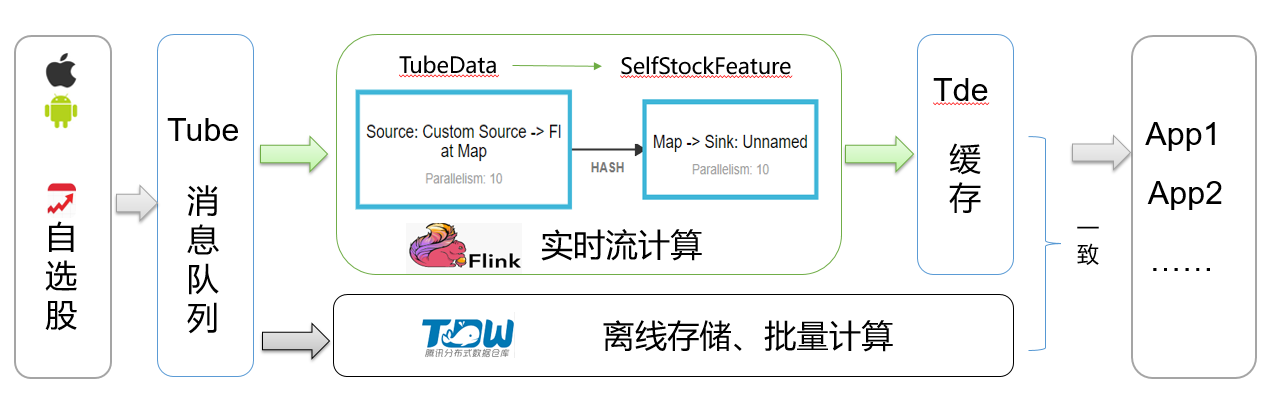 自
选
股
Tube
消
息
队
列
TubeData
SelfStockFeature
Source: Custom Source -> Fl
at Map
Parallelism: 10
HASH
Map -> Sink: Unnamed
Parallelism: 10
Flink
实时流计算
TDW
腾讯分布式数据仓库
离线存储、批量计算
Tde
缓
存
一
致
App1
App2
……